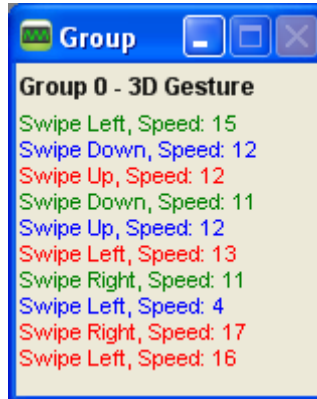 Group
Group 0 - 3D Gesture
Swipe Left, Speed: 15
Swipe Down, Speed: 12
Swipe Up, Speed: 12
Swipe Down, Speed: 11
Swipe Up, Speed: 12
Swipe Left, Speed: 13
Swipe Right, Speed: 11
Swipe Left, Speed: 4
Swipe Right, Speed: 17
Swipe Left, Speed: 16